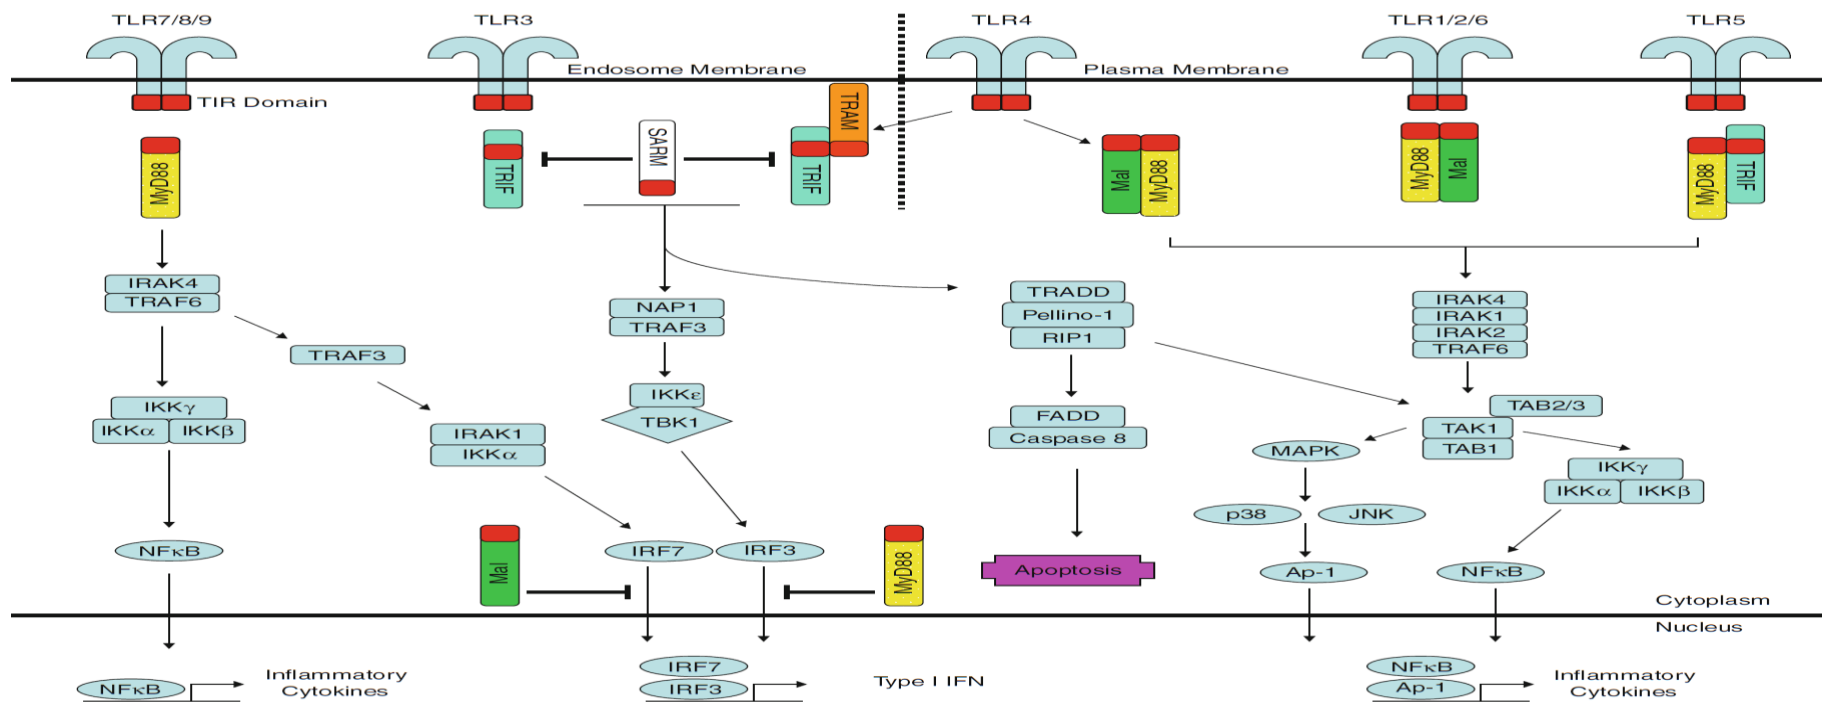 TLR7/8/9
TLR3
TLR4
TLR1/2/6
TLR5
Endosome Membrane
Plasma Membrane
TIR Domain
MyD88
TRIF
SARM
TRAM
TRIF
Mal
MyD88
MyD88
Mal
MyD88
TRIF
IRAK4
TRAF6
TRAF3
IKKγ
IKKα
IKKβ
IRAK1
IKKα
NFκB
NAP1
TRAF3
IKKε
TBK1
Mal
IRF7
IRF3
MyD88
TRADD
Pellino-1
RIP1
FADD
Caspase 8
Apoptosis
IRAK4
IRAK1
IRAK2
TRAF6
TAB2/3
TAK1
TAB1
MAPK
p38
JNK
Ap-1
IKKγ
IKKα
IKKβ
NFκB
Cytoplasm
Nucleus
NFκB
Inflammatory
Cytokines
IRF7
IRF3
Type I IFN
NFκB
Ap-1
Inflammatory
Cytokines